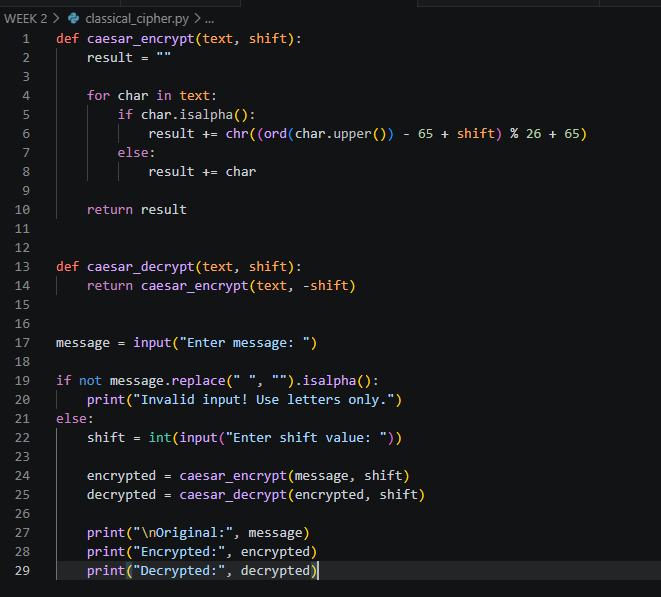 WEEK 2 > classical_cipher.py > ...
1 def caesar_encrypt(text, shift):
2     result = ""
3
4     for char in text:
5         if char.isalpha():
6             result += chr((ord(char.upper()) - 65 + shift) % 26 + 65)
7         else:
8             result += char
9
10     return result
11
12
13 def caesar_decrypt(text, shift):
14     return caesar_encrypt(text, -shift)
15
16
17 message = input("Enter message: ")
18
19 if not message.replace(" ", "").isalpha():
20     print("Invalid input! Use letters only.")
21 else:
22     shift = int(input("Enter shift value: "))
23
24     encrypted = caesar_encrypt(message, shift)
25     decrypted = caesar_decrypt(encrypted, shift)
26
27     print("\nOriginal:", message)
28     print("Encrypted:", encrypted)
29     print("Decrypted:", decrypted)